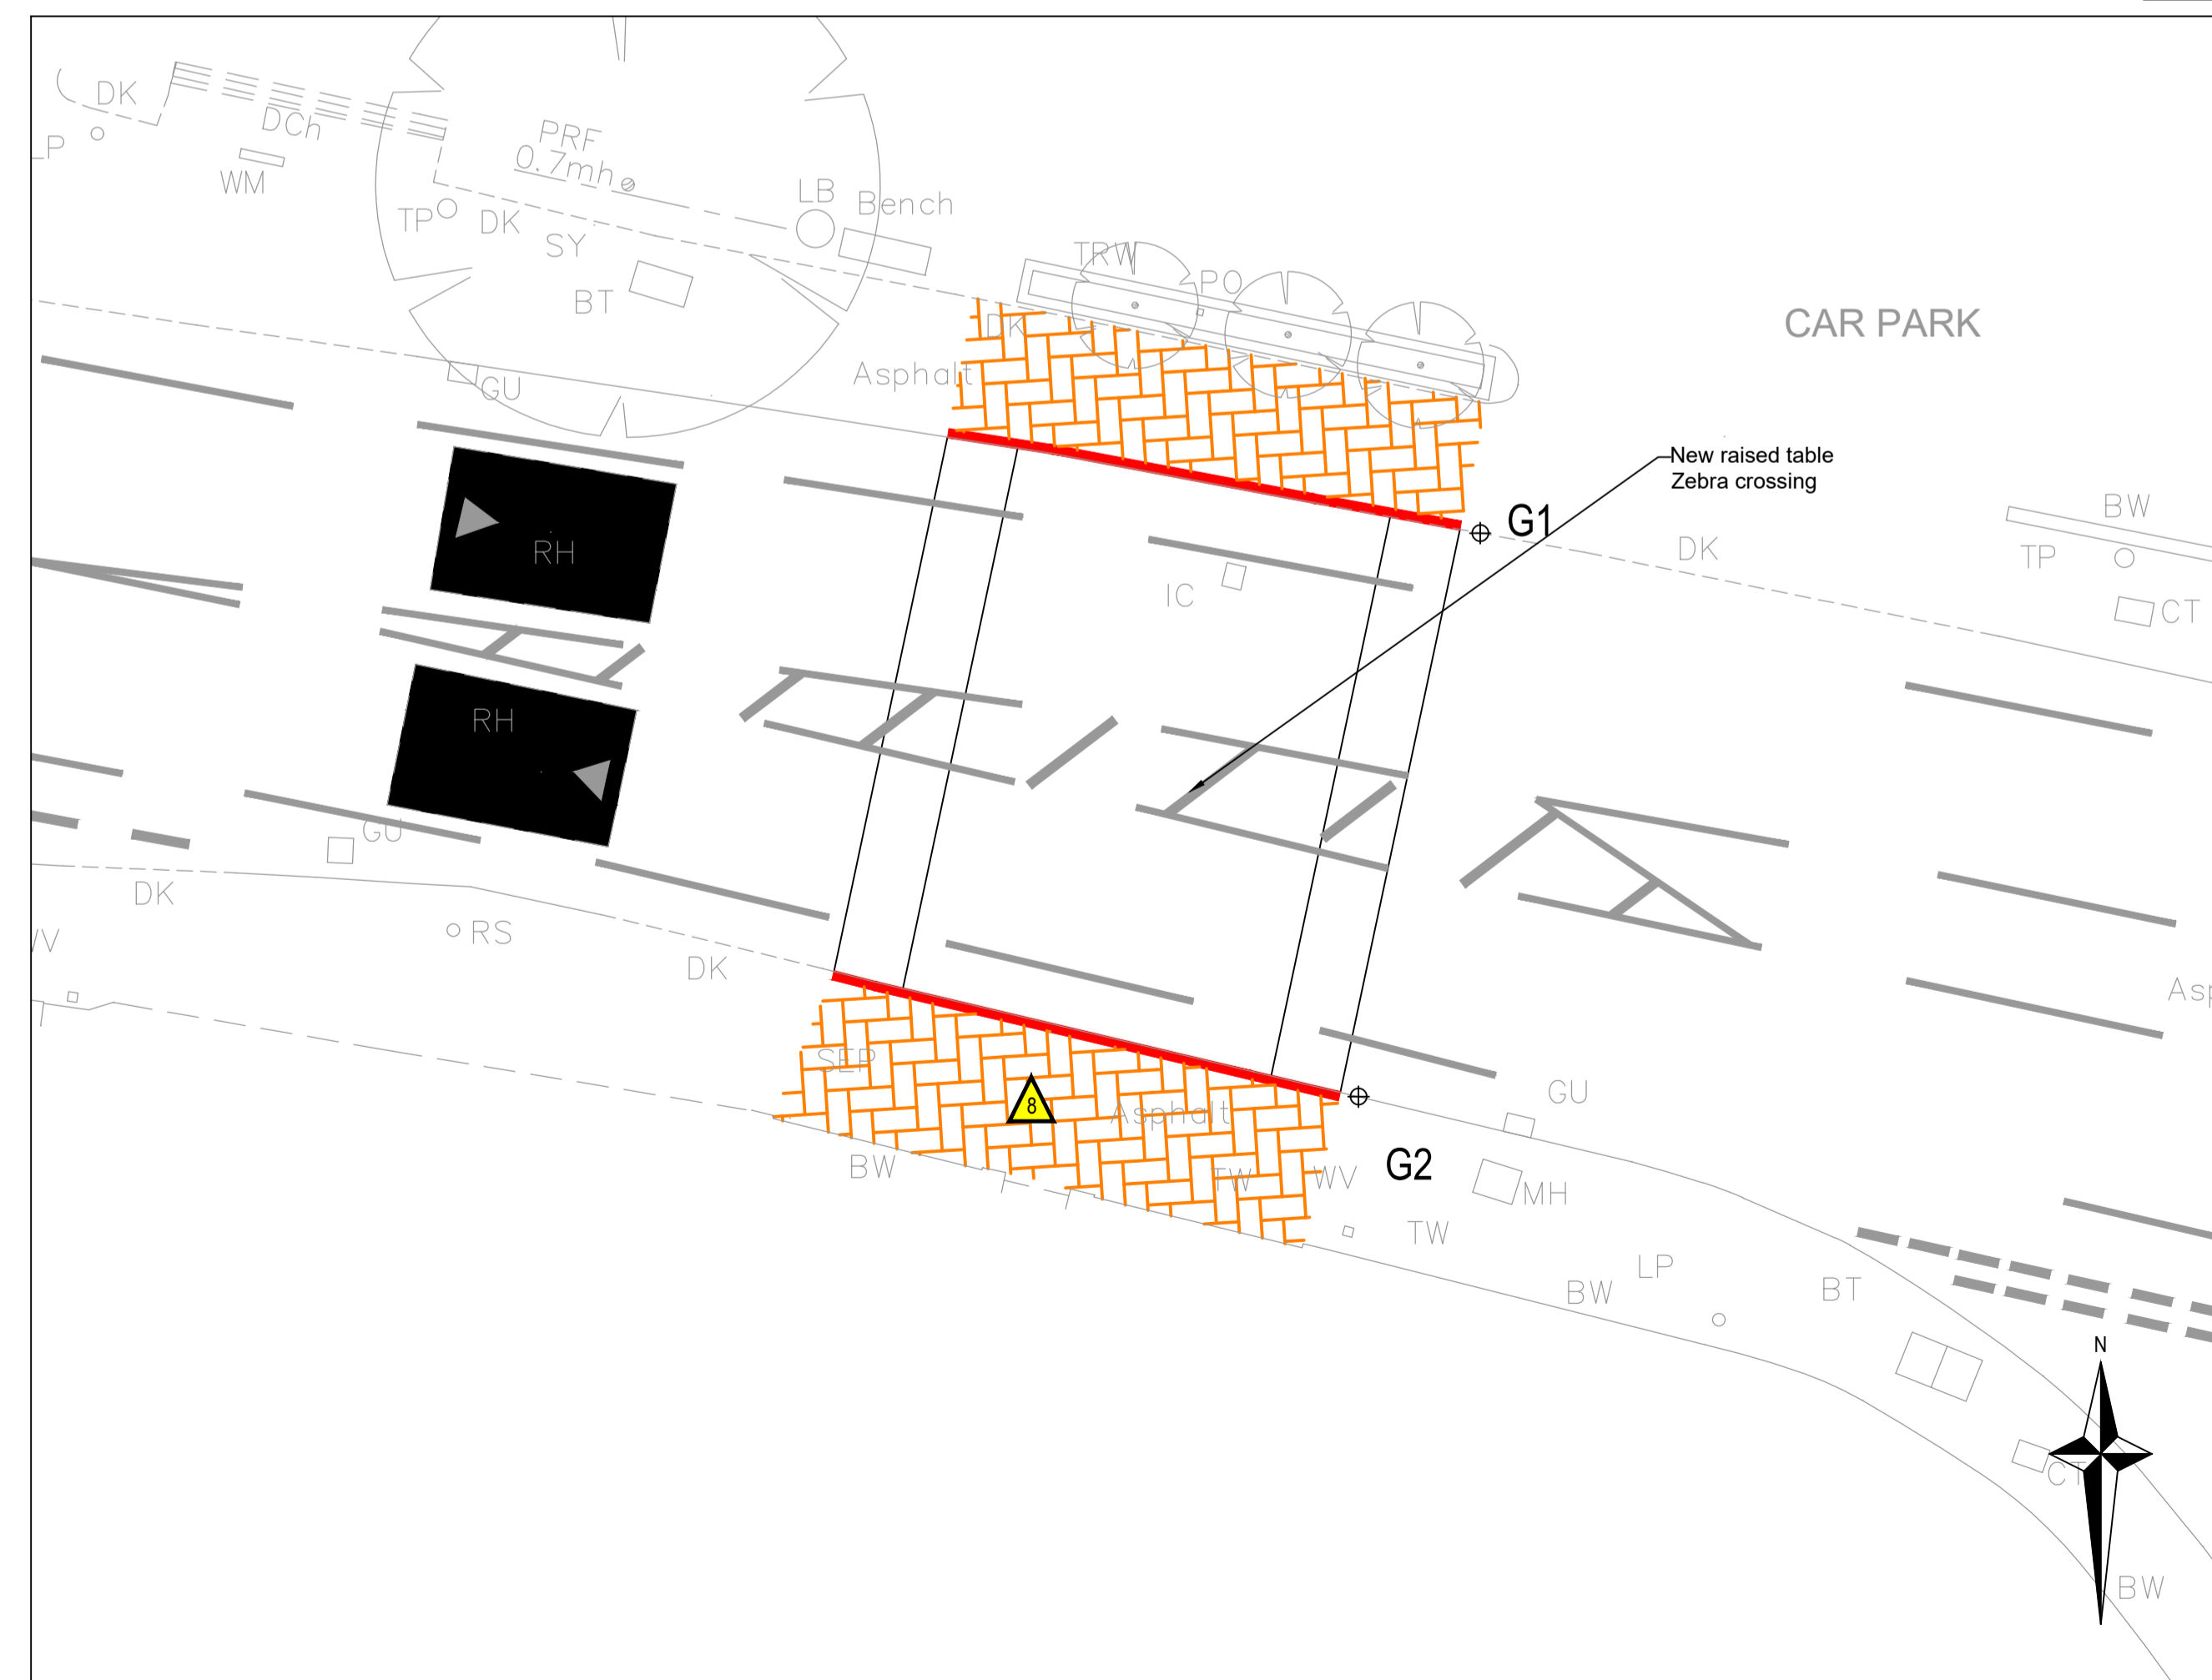 DK
DCh
PRF
0.7mh
LP
WM
TP
DK
SY
LB
Bench
BT
TRW
PO
CAR PARK
DK
GU
Asphalt
New raised table
Zebra crossing
G1
BW
DK
TP
RH
IC
CT
RH
GU
DK
RS
DK
SEP
8
Asphalt
GU
BW
TW
WV
G2
MH
TW
LP
BW
BT
N
CT
BW